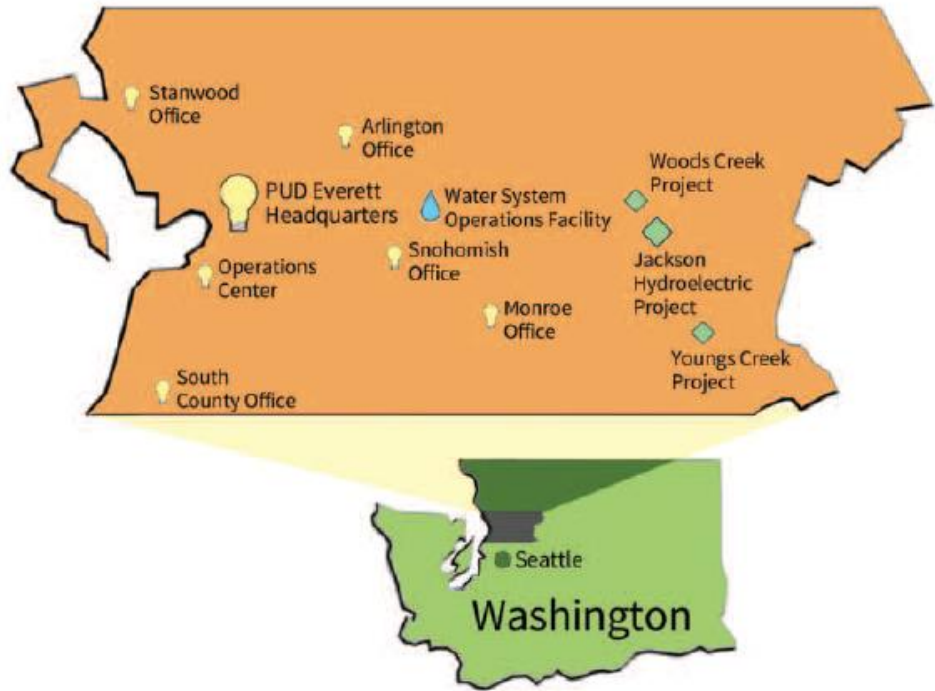 Stanwood
Office
Arlington
Office
Woods Creek
Project
PUD Everett
Headquarters
Water System
Operations Facility
Snohomish
Office
Operations
Center
Jackson
Hydroelectric
Project
Monroe
Office
Youngs Creek
Project
South
County Office
Seattle
Washington